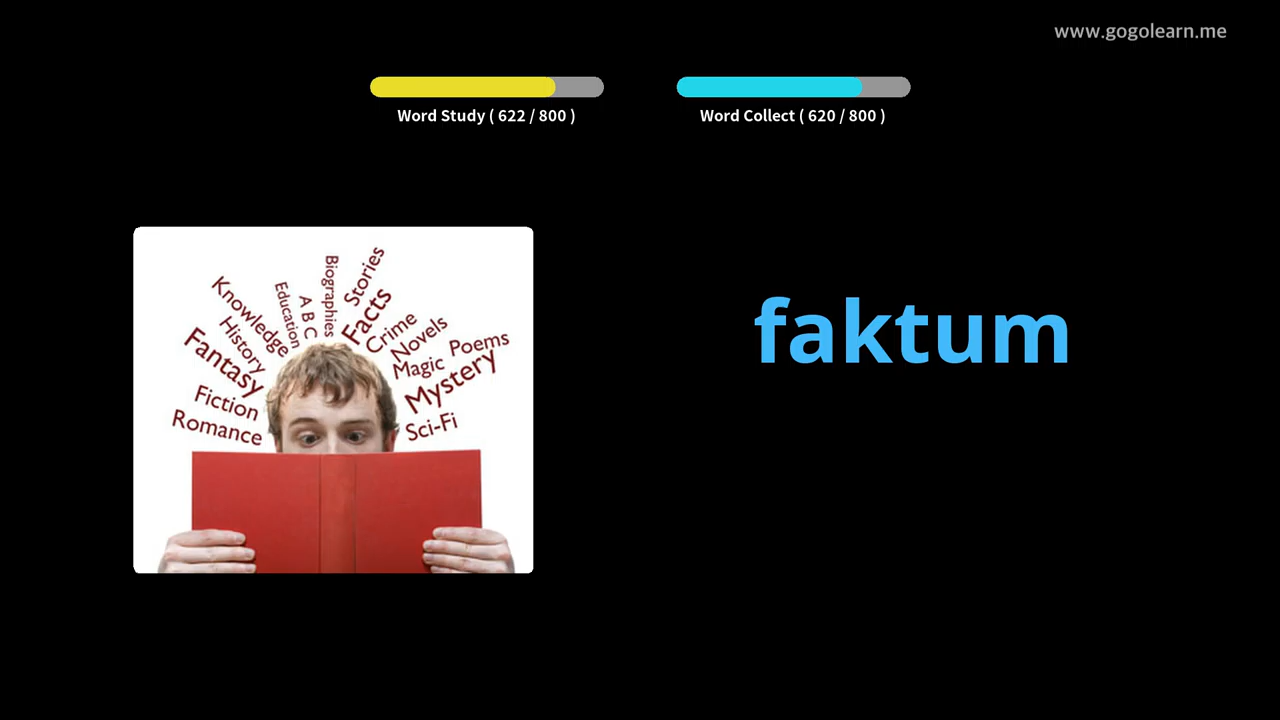 www.gogolearn.me
Word Study ( 622 / 800 )
Word Collect ( 620 / 800 )
faktum
Knowledge
Education
A B C
Biographies
Stories
Facts
History
Crime
Novels
Poems
Fantasy
Magic
Mystery
Fiction
Romance
Sci-Fi